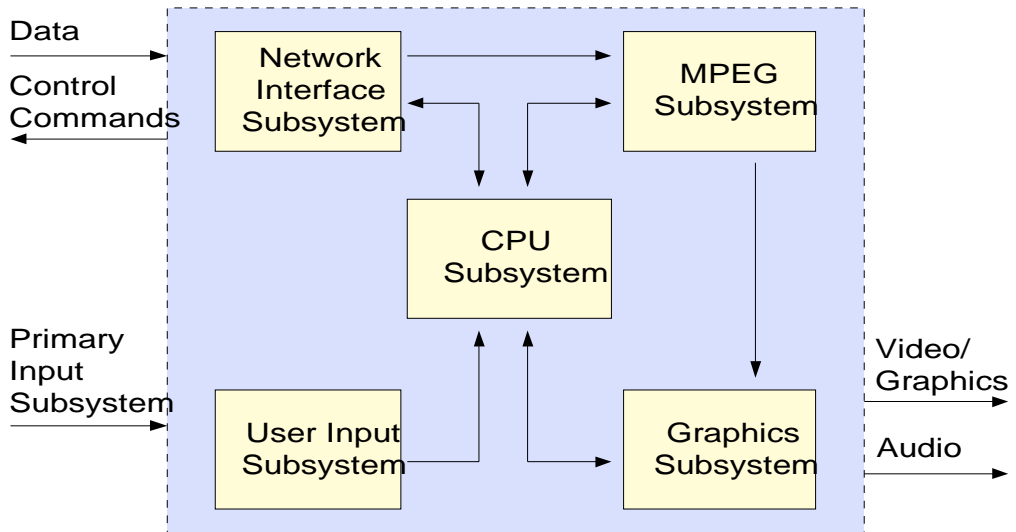 Data
Control
Commands
Network
Interface
Subsystem
MPEG
Subsystem
CPU
Subsystem
Primary
Input
Subsystem
User Input
Subsystem
Graphics
Subsystem
Video/
Graphics
Audio